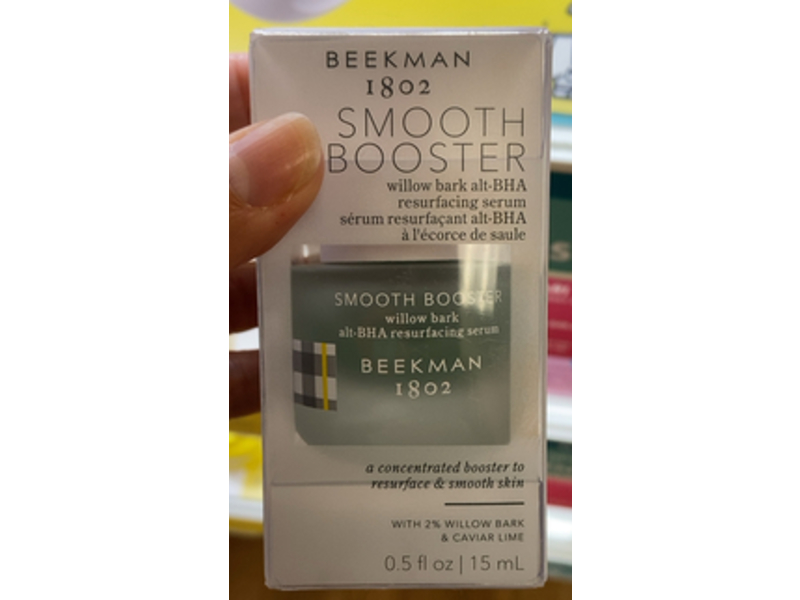 BEEKMAN
1802
SMOOTH
BOOSTER
willow bark alt-BHA
resurfacing serum
sérum resurfaçant alt-BHA
à l'écorce de saule
SMOOTH BOOSTER
willow bark
alt-BHA resurfacing serum
BEEKMAN
1802
a concentrated booster to
resurface & smooth skin
WITH 2% WILLOW BARK
& CAVIAR LIME
0.5 fl oz | 15 mL